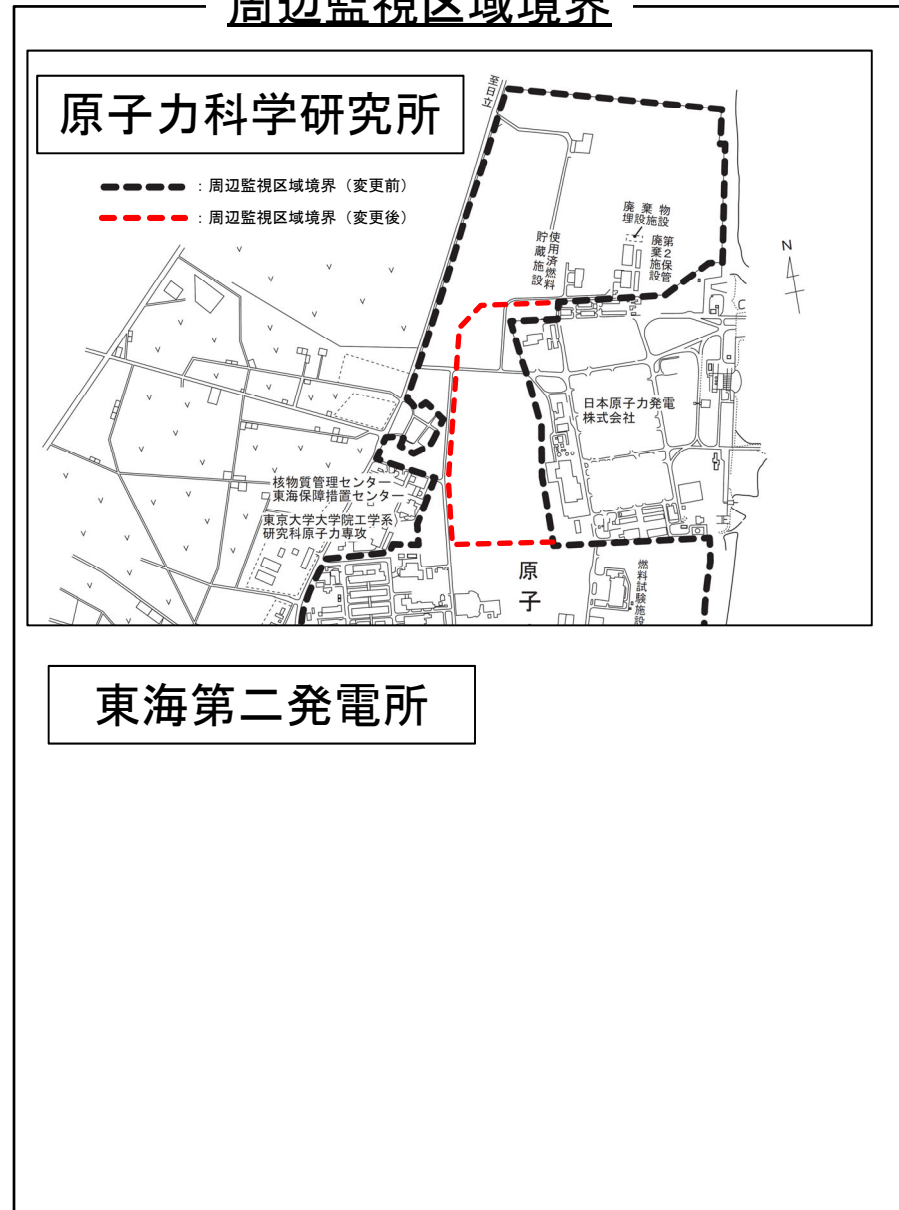 周辺監視区域境界
原子力科学研究所
:周辺監視区域境界(変更前)
:周辺監視区域境界(変更後)
至日立
廃棄物
埋設施設
第2保管
廃棄施設
使用済燃料
貯蔵施設
N
日本原子力発電
株式会社
核物質管理センター
東海保障措置センター
東京大学大学院工学系
研究科原子力専攻
原子
燃料試験施設
東海第二発電所